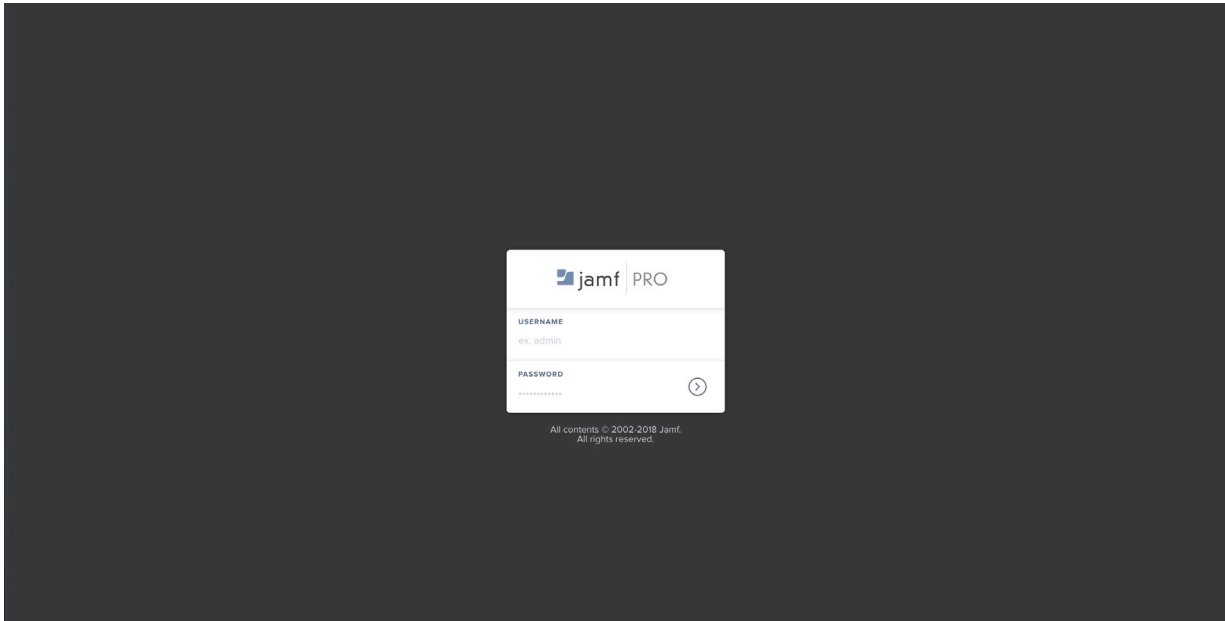 jamf PRO
USERNAME
ex. admin
PASSWORD
All contents © 2002-2018 Jamf.
All rights reserved.